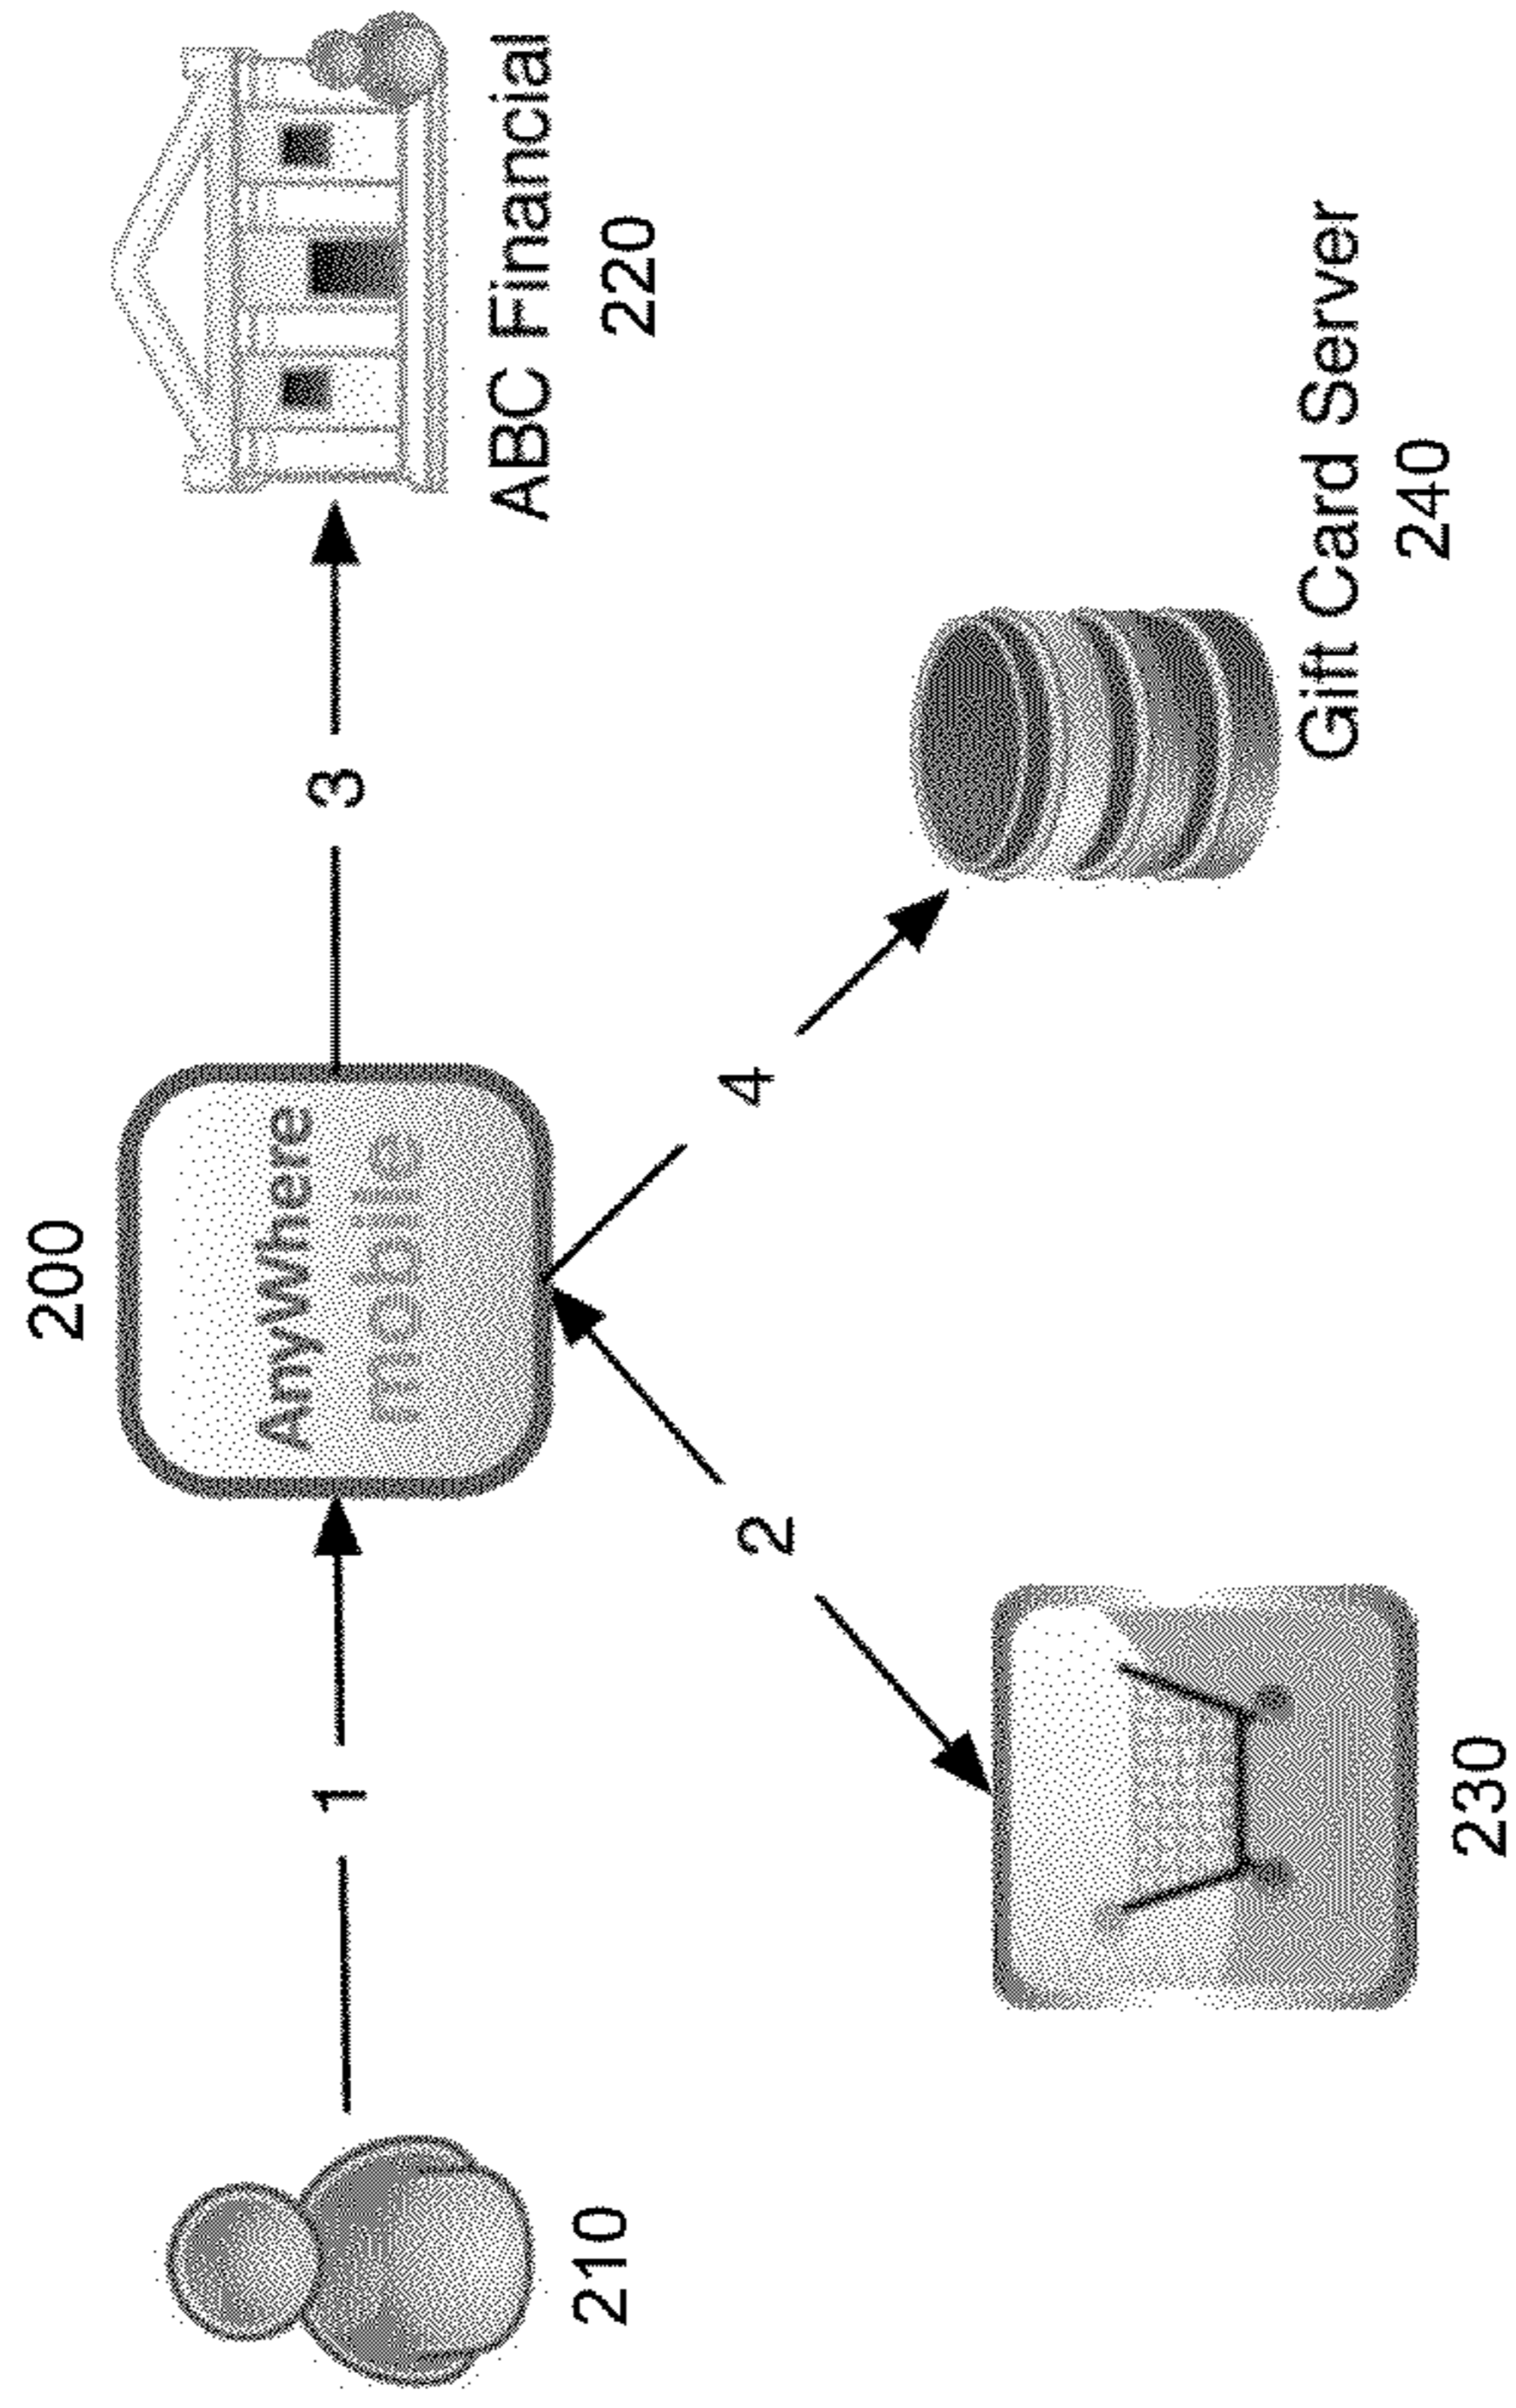 200
AnyWhere
mobile
1
3
ABC Financial
220
2
4
210
230
Gift Card Server
240